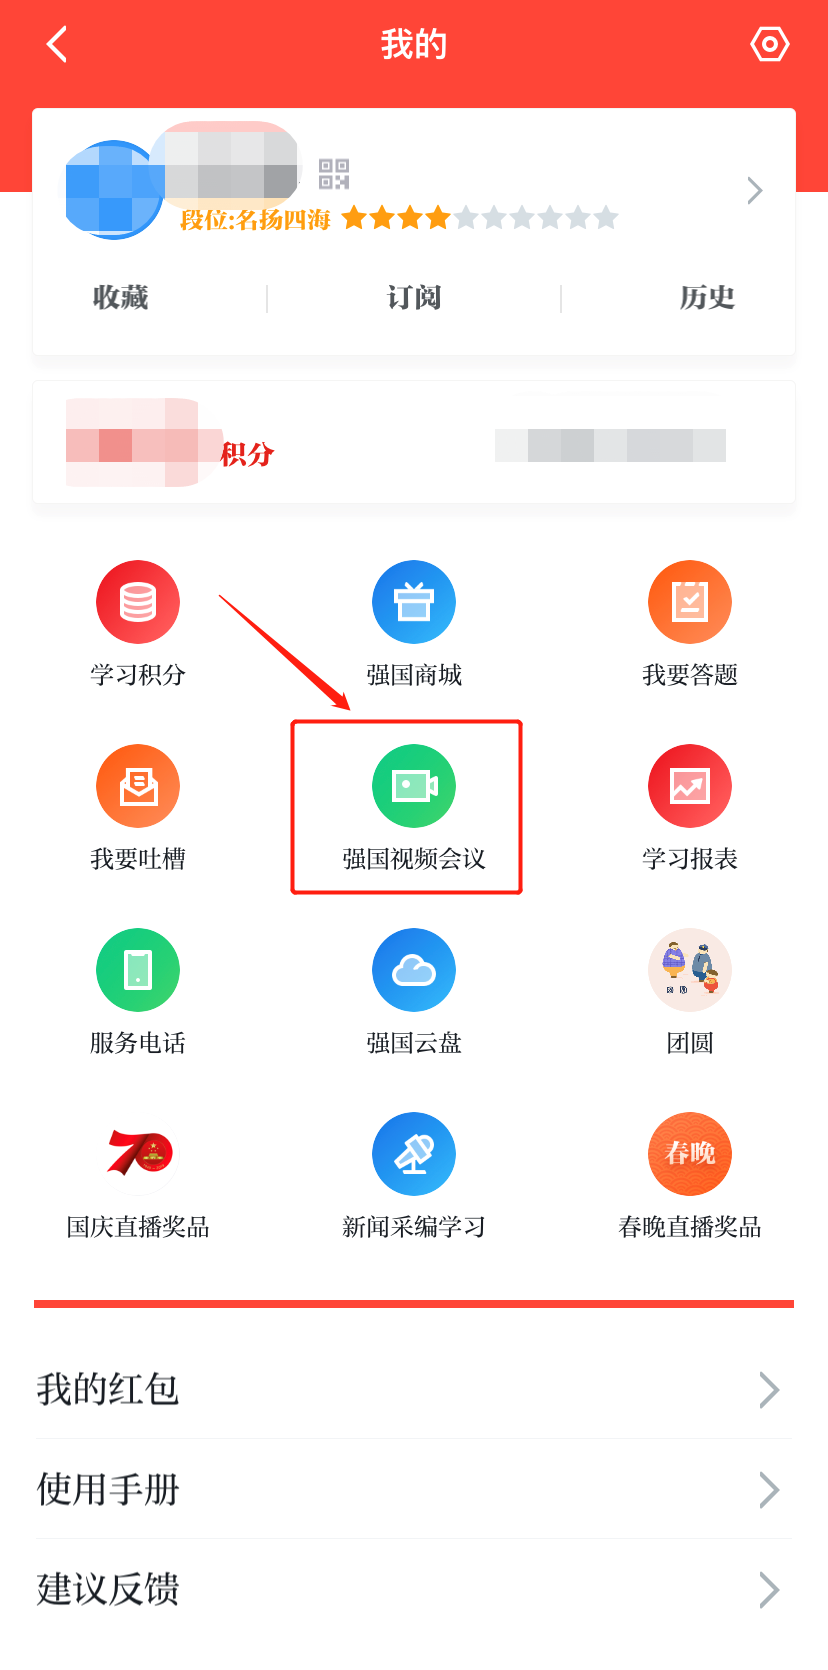 我的
段位:名扬四海
收藏
订阅
历史
积分
学习积分
强国商城
我要答题
我要吐槽
强国视频会议
学习报表
服务电话
强国云盘
团圆
70
春晚
国庆直播奖品
新闻采编学习
春晚直播奖品
我的红包
使用手册
建议反馈